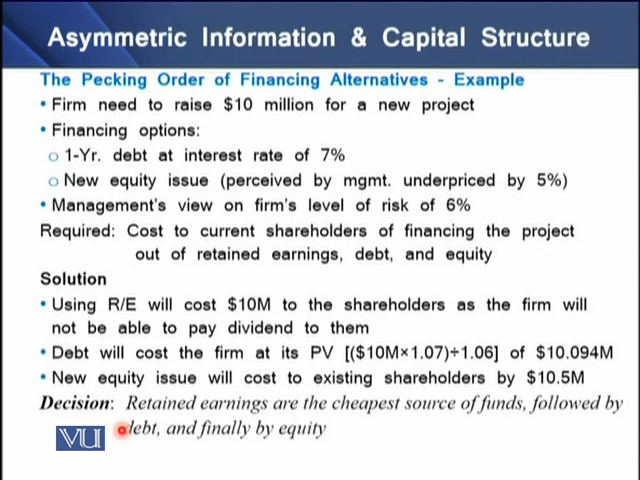 Asymmetric Information & Capital Structure
The Pecking Order of Financing Alternatives - Example
• Firm need to raise $10 million for a new project
• Financing options:
o 1-Yr. debt at interest rate of 7%
o New equity issue (perceived by mgmt. underpriced by 5%)
• Management's view on firm's level of risk of 6%
Required: Cost to current shareholders of financing the project
out of retained earnings, debt, and equity
Solution
• Using R/E will cost $10M to the shareholders as the firm will
not be able to pay dividend to them
• Debt will cost the firm at its PV [($10M×1.07)÷1.06] of $10.094M
• New equity issue will cost to existing shareholders by $10.5M
Decision: Retained earnings are the cheapest source of funds, followed by
debt, and finally by equity
VU